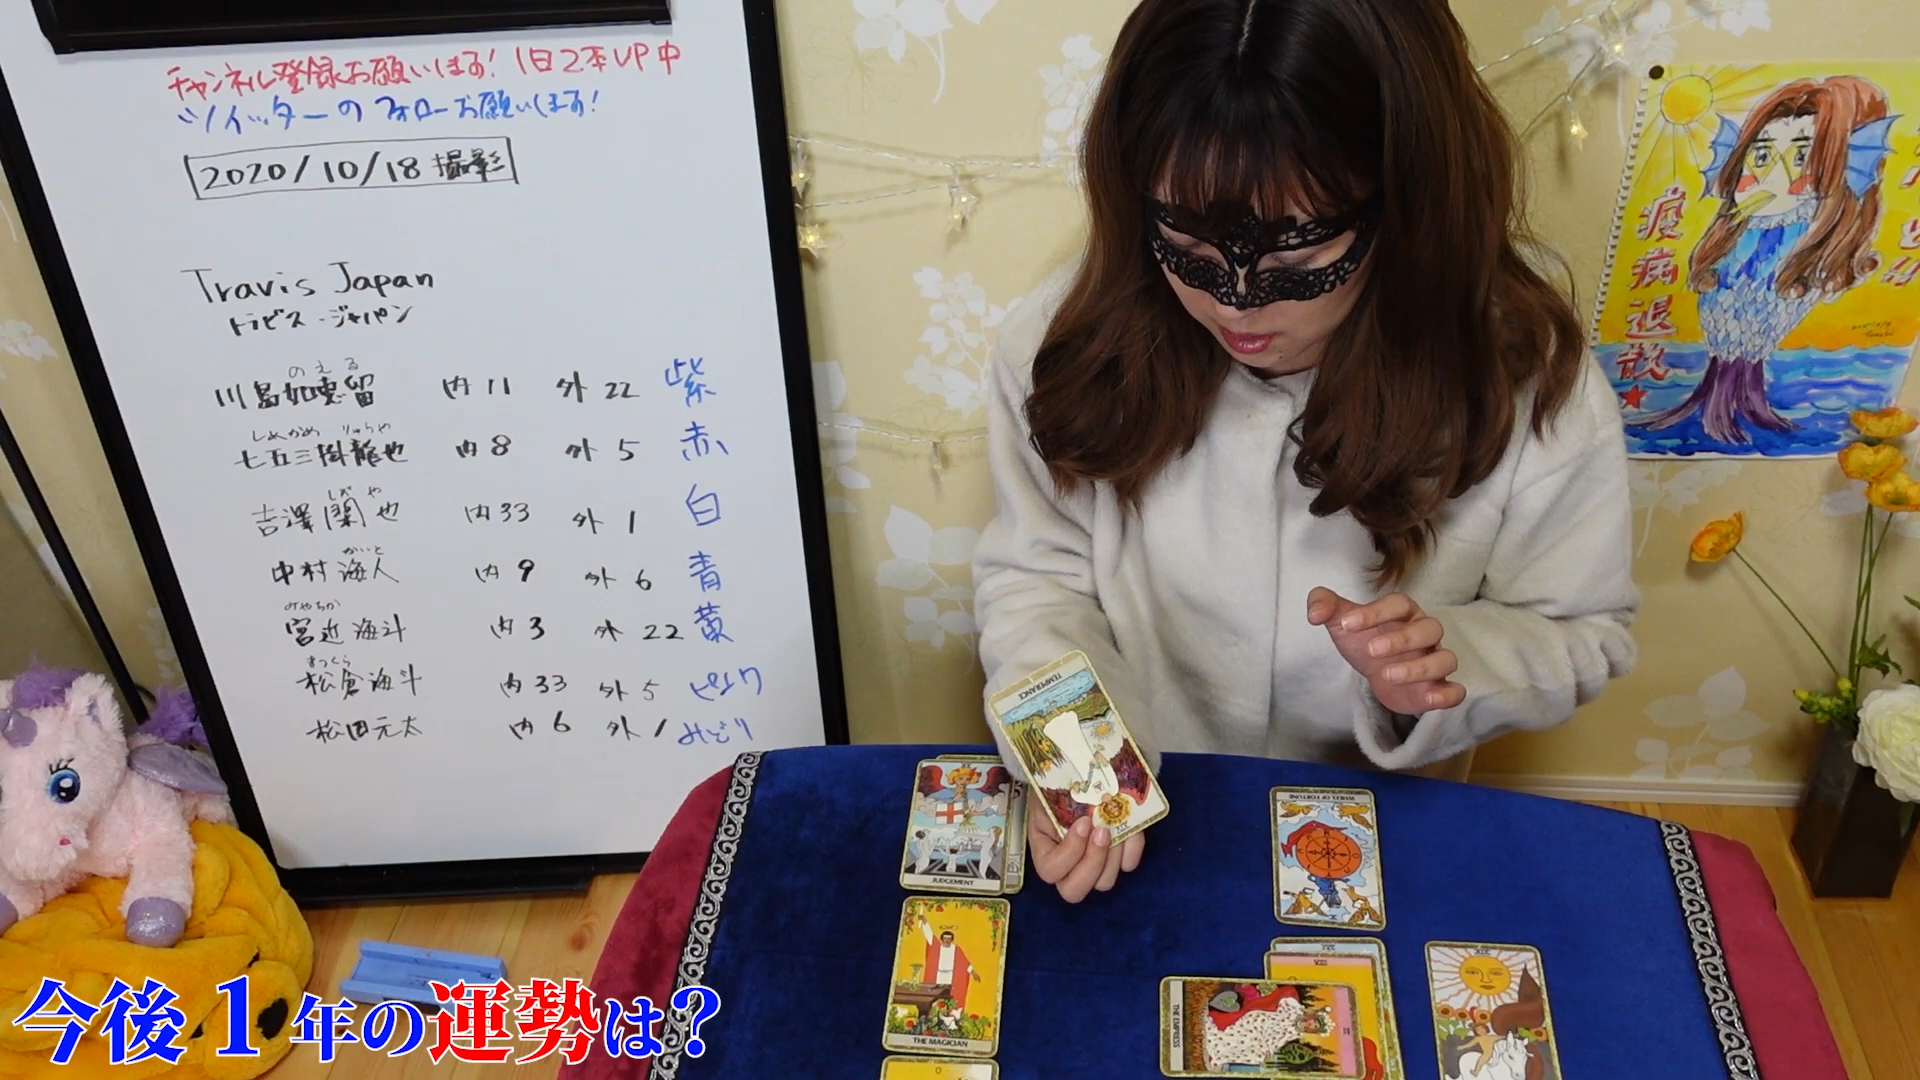 チャンネル登録お願いします！1日2本UP中
ツイッターのフォローお願いします！
2020/10/18 撮影
Travis Japan
トラビス・ジャパン
のえる
川島如恵留 内11 外22 紫
しめかけ りゅうや
七五三掛龍也 内8 外5 赤
しず や
吉澤閑也 内33 外1 白
かいと
中村海人 内9 外6 青
みやちか
宮近海斗 内3 外22 黄
まつくら
松倉海斗 内33 外5 ピンク
松田元太 内6 外1 みどり
疫病退散★
TEMPERANCE
XIV
JUDGEMENT
THE MAGICIAN
WHEEL OF FORTUNE
X
VIII
THE EMPRESS
III
XIX
今後1年の運勢は？